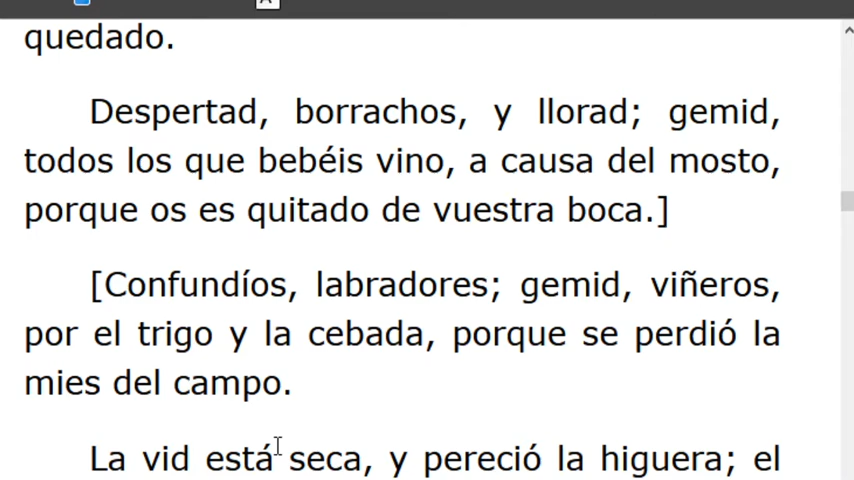 quedado.
Despertad, borrachos, y llorad; gemid,
todos los que bebéis vino, a causa del mosto,
porque os es quitado de vuestra boca.]
[Confundíos, labradores; gemid, viñeros,
por el trigo y la cebada, porque se perdió la
mies del campo.
La vid está seca, y pereció la higuera; el